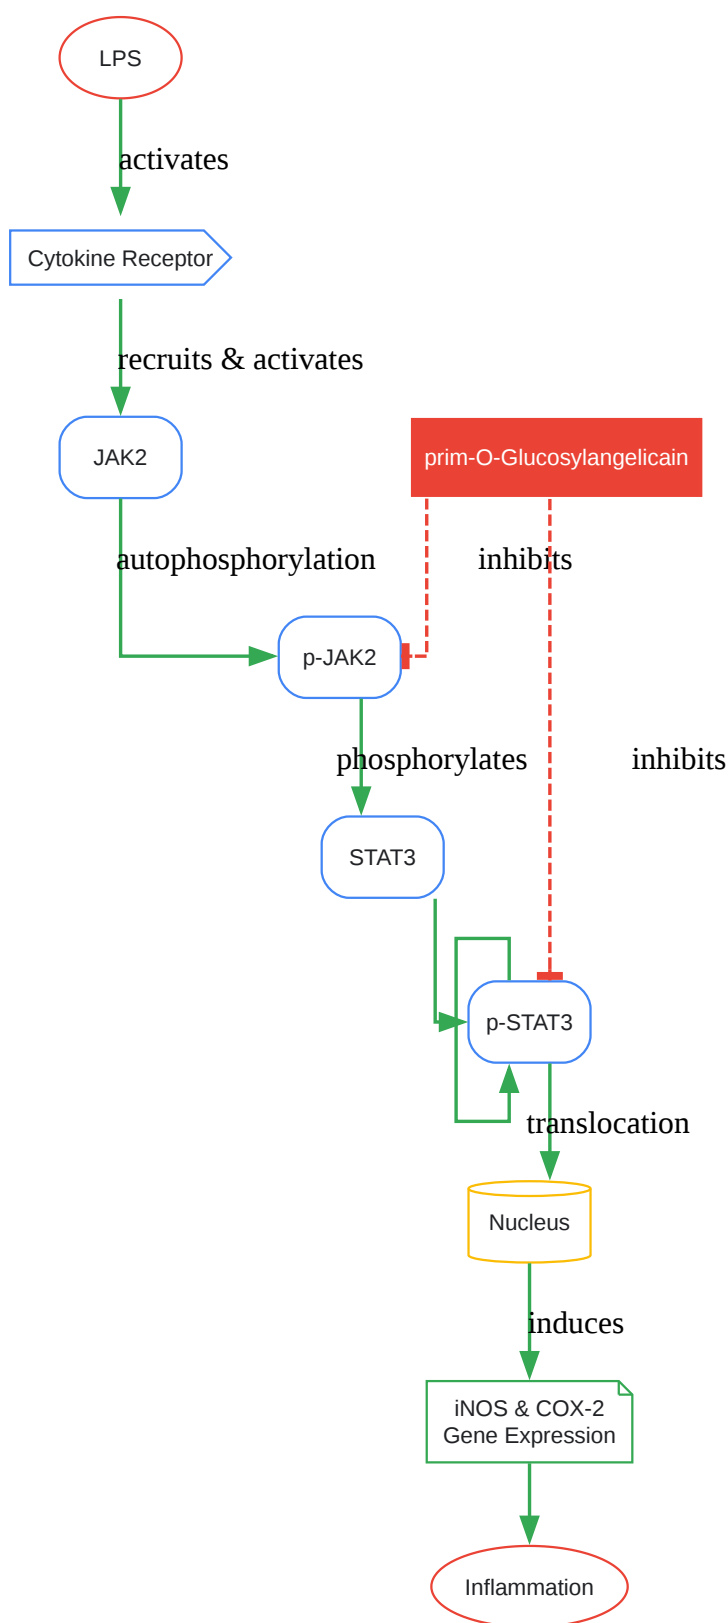 LPS
activates
Cytokine Receptor
recruits & activates
JAK2
prim-O-Glucosylangelicain
autophosphorylation
inhibits
p-JAK2
phosphorylates
inhibits
STAT3
p-STAT3
translocation
Nucleus
induces
iNOS & COX-2
Gene Expression
Inflammation